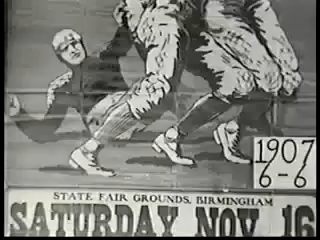 1907
6-6
STATE FAIR GROUNDS, BIRMINGHAM
SATURDAY NOV. 16